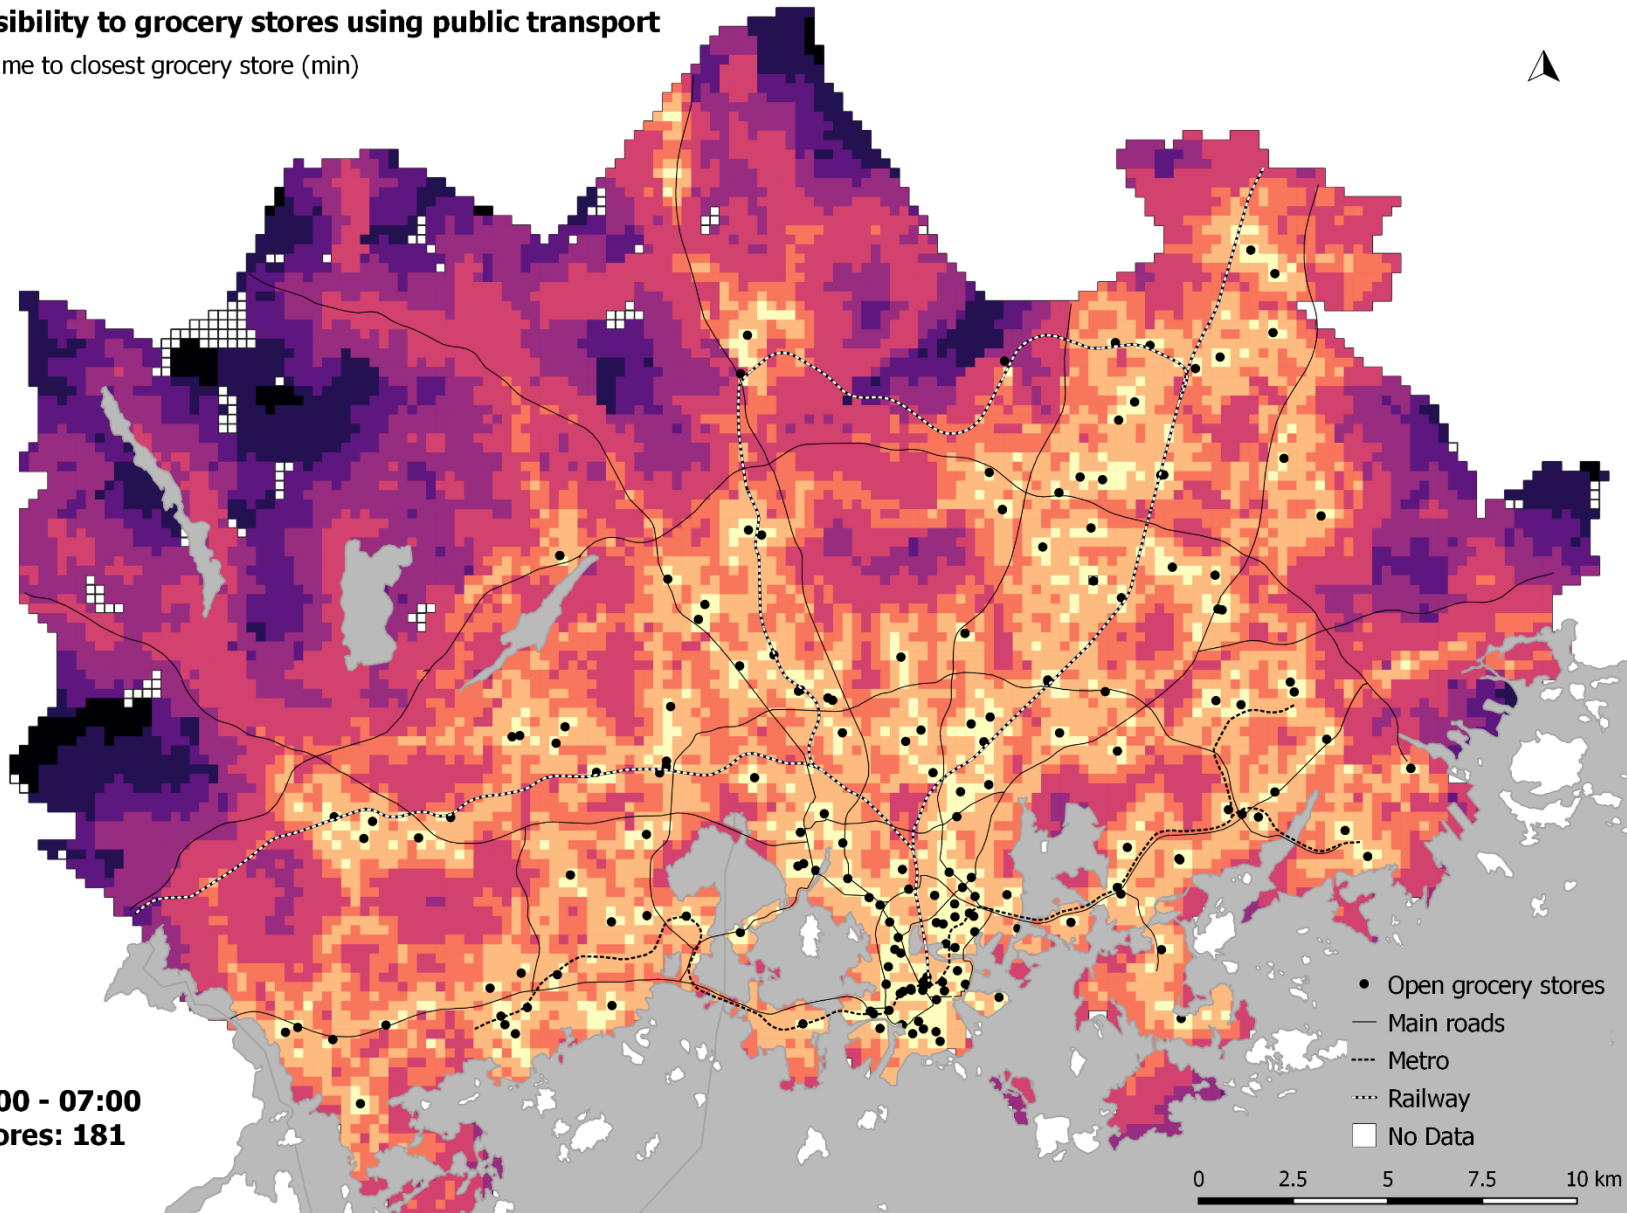 sibility to grocery stores using public transport
me to closest grocery store (min)
Open grocery stores
Main roads
Metro
Railway
No Data
00 - 07:00
ores: 181
0 2.5 5 7.5 10 km